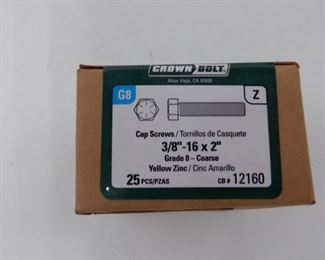 CROWN BOLT
Aliso Viejo, CA 92656
G8
Z
Cap Screws / Tornillos de Casquete
3/8"-16 x 2"
Grade 8 – Coarse
Yellow Zinc / Cinc Amarillo
25 PCS/PZAS
CB # 12160